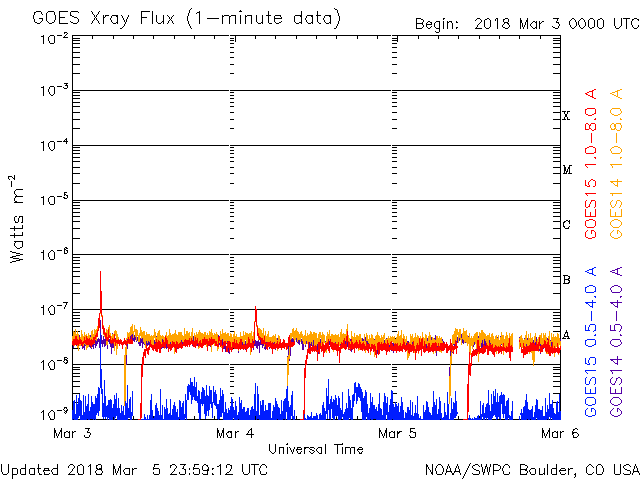 GOES Xray Flux (1-minute data)
Begin: 2018 Mar 3 0000 UTC
10⁻²
10⁻³
10⁻⁴
10⁻⁵
10⁻⁶
10⁻⁷
10⁻⁸
10⁻⁹
Watts m⁻²
X
M
C
B
A
GOES15 1.0-8.0 A
GOES14 1.0-8.0 A
GOES15 0.5-4.0 A
GOES14 0.5-4.0 A
Mar 3 Mar 4 Mar 5 Mar 6
Universal Time
Updated 2018 Mar 5 23:59:12 UTC
NOAA/SWPC Boulder, CO USA